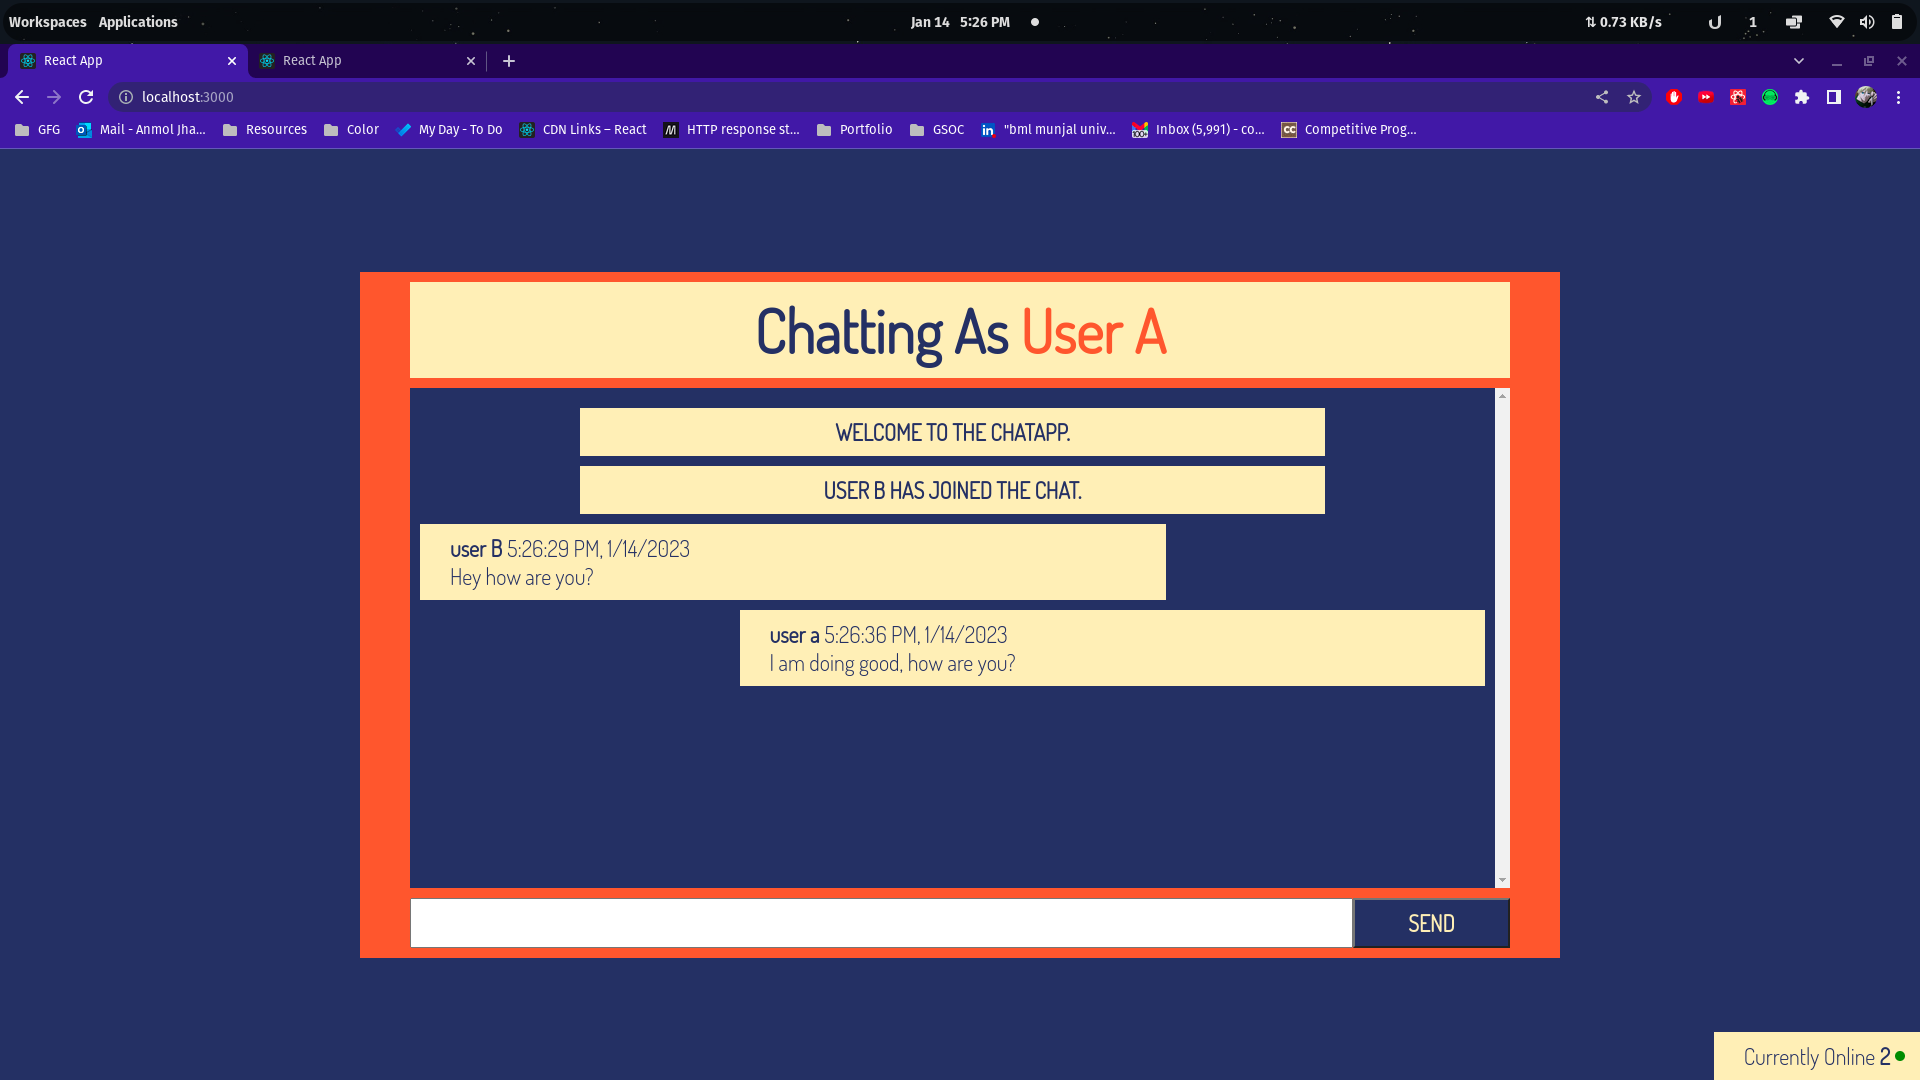 Workspaces Applications Jan 14 5:26 PM ⇅ 0.73 KB/s 1
React App React App
localhost:3000
GFG Mail - Anmol Jha... Resources Color My Day - To Do CDN Links – React M HTTP response st... Portfolio GSOC in "bml munjal univ... 100+ Inbox (5,991) - co... CC Competitive Prog...
Chatting As User A
WELCOME TO THE CHATAPP.
USER B HAS JOINED THE CHAT.
user B 5:26:29 PM, 1/14/2023
Hey how are you?
user a 5:26:36 PM, 1/14/2023
I am doing good, how are you?
SEND
Currently Online 2